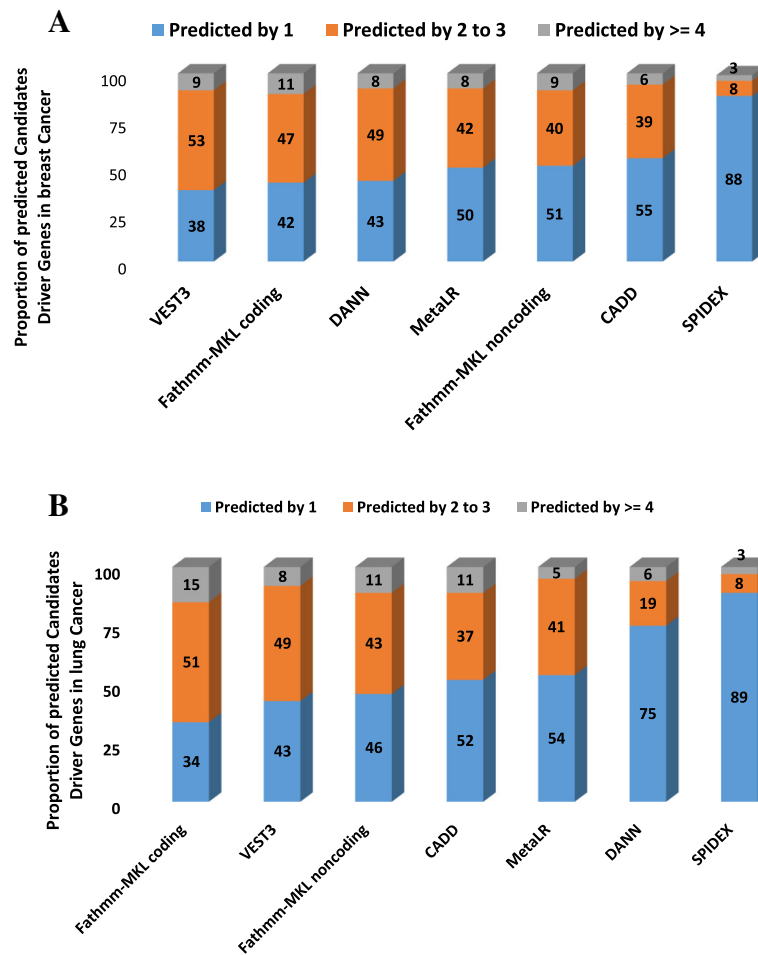 A
Predicted by 1 Predicted by 2 to 3 Predicted by >= 4
Proportion of predicted Candidates
Driver Genes in breast Cancer
100
75
50
25
0
9 11 8 8 9 6 3
53 47 49 42 40 39 8
38 42 43 50 51 55 88
VEST3
Fathmm-MKL coding
DANN
MetaLR
Fathmm-MKL noncoding
CADD
SPIDEX
B
Predicted by 1 Predicted by 2 to 3 Predicted by >= 4
Proportion of predicted Candidates
Driver Genes in lung Cancer
100
75
50
25
0
15 8 11 11 5 6 3
51 49 43 37 41 19 8
34 43 46 52 54 75 89
Fathmm-MKL coding
VEST3
Fathmm-MKL noncoding
CADD
MetaLR
DANN
SPIDEX